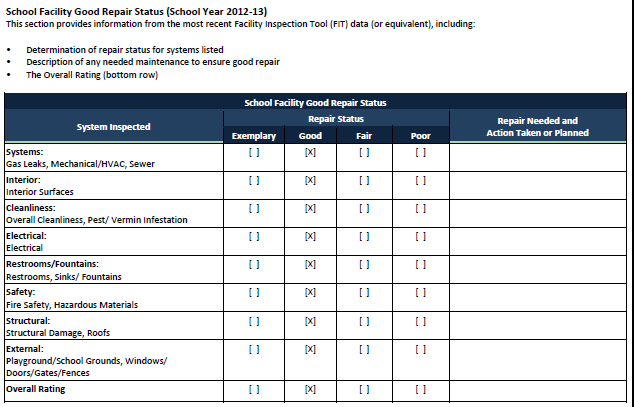 School Facility Good Repair Status (School Year 2012-13)
This section provides information from the most recent Facility Inspection Tool (FIT) data (or equivalent), including:
• Determination of repair status for systems listed
• Description of any needed maintenance to ensure good repair
• The Overall Rating (bottom row)
School Facility Good Repair Status
System Inspected
Repair Status
Repair Needed and
Action Taken or Planned
Exemplary Good Fair Poor
Systems: [ ] [X] [ ] [ ]
Gas Leaks, Mechanical/HVAC, Sewer
Interior: [ ] [X] [ ] [ ]
Interior Surfaces
Cleanliness: [ ] [X] [ ] [ ]
Overall Cleanliness, Pest/ Vermin Infestation
Electrical: [ ] [X] [ ] [ ]
Electrical
Restrooms/Fountains: [ ] [X] [ ] [ ]
Restrooms, Sinks/ Fountains
Safety: [ ] [X] [ ] [ ]
Fire Safety, Hazardous Materials
Structural: [ ] [X] [ ] [ ]
Structural Damage, Roofs
External: [ ] [X] [ ] [ ]
Playground/School Grounds, Windows/
Doors/Gates/Fences
Overall Rating [ ] [X] [ ] [ ]